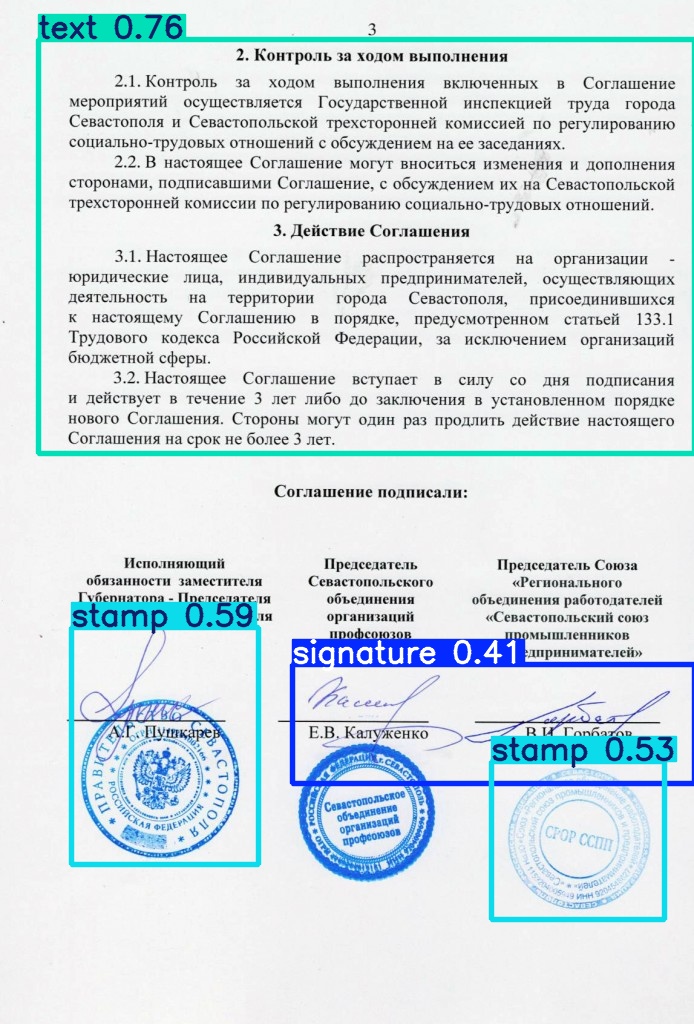 text 0.76
3
2. Контроль за ходом выполнения
2.1. Контроль за ходом выполнения включенных в Соглашение
мероприятий осуществляется Государственной инспекцией труда города
Севастополя и Севастопольской трехсторонней комиссией по регулированию
социально-трудовых отношений с обсуждением на ее заседаниях.
2.2. В настоящее Соглашение могут вноситься изменения и дополнения
сторонами, подписавшими Соглашение, с обсуждением их на Севастопольской
трехсторонней комиссии по регулированию социально-трудовых отношений.
3. Действие Соглашения
3.1. Настоящее Соглашение распространяется на организации -
юридические лица, индивидуальных предпринимателей, осуществляющих
деятельность на территории города Севастополя, присоединившихся
к настоящему Соглашению в порядке, предусмотренном статьей 133.1
Трудового кодекса Российской Федерации, за исключением организаций
бюджетной сферы.
3.2. Настоящее Соглашение вступает в силу со дня подписания
и действует в течение 3 лет либо до заключения в установленном порядке
нового Соглашения. Стороны могут один раз продлить действие настоящего
Соглашения на срок не более 3 лет.
Соглашение подписали:
Исполняющий
обязанности заместителя
Губернатора - Председателя
stamp 0.59
А.Г. Пушкарев
ПРАВИТЕЛ СЕВАСТОПОЛЯ
РОССИЙСКАЯ ФЕДЕРАЦИЯ
Председатель
Севастопольского
объединения
организаций
профсоюзов
signature 0.41
Е.В. Калуженко
Севастопольское
объединение
организаций
профсоюзов
Председатель Союза
«Регионального
объединения работодателей
«Севастопольский союз
промышленников
едпринимателей»
В.И. Горбатов
stamp 0.53
СРОР ССПП